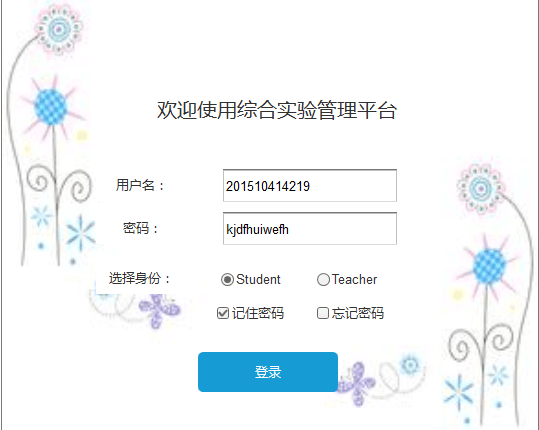 欢迎使用综合实验管理平台
用户名： 201510414219
密码： kjdfhuiwefh
选择身份： Student Teacher
记住密码 忘记密码
登录